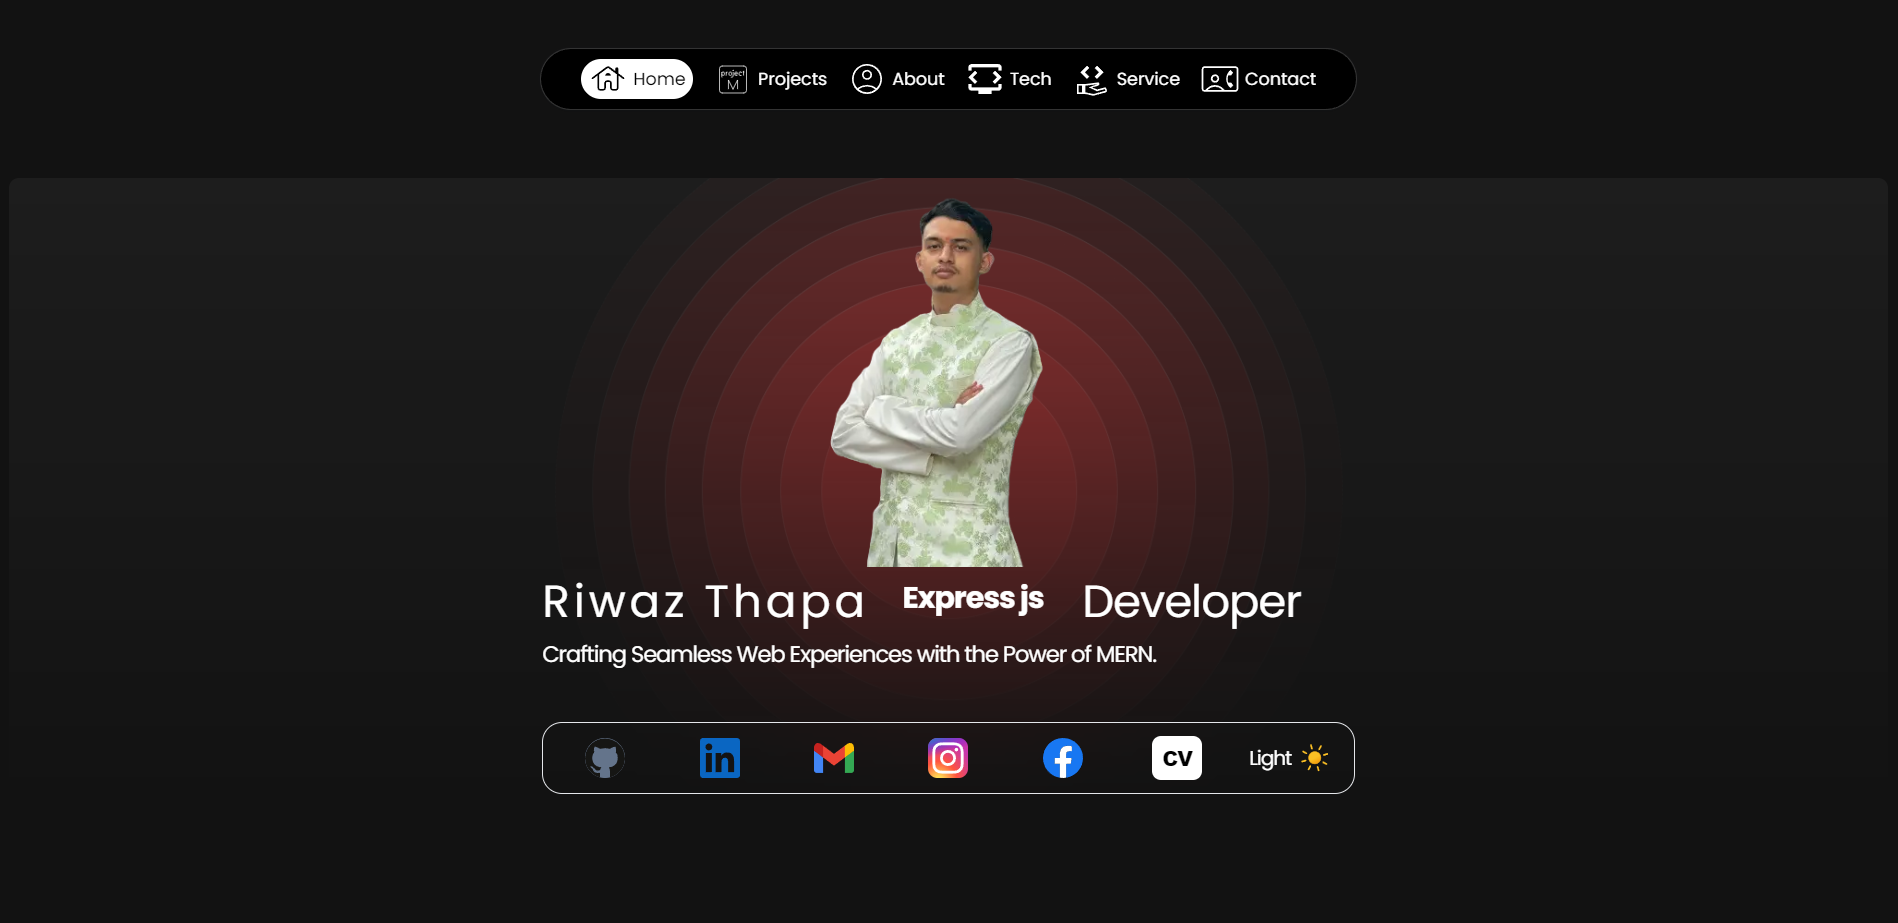 Home project M Projects About Tech Service Contact
Riwaz Thapa Express js Developer
Crafting Seamless Web Experiences with the Power of MERN.
in CV Light